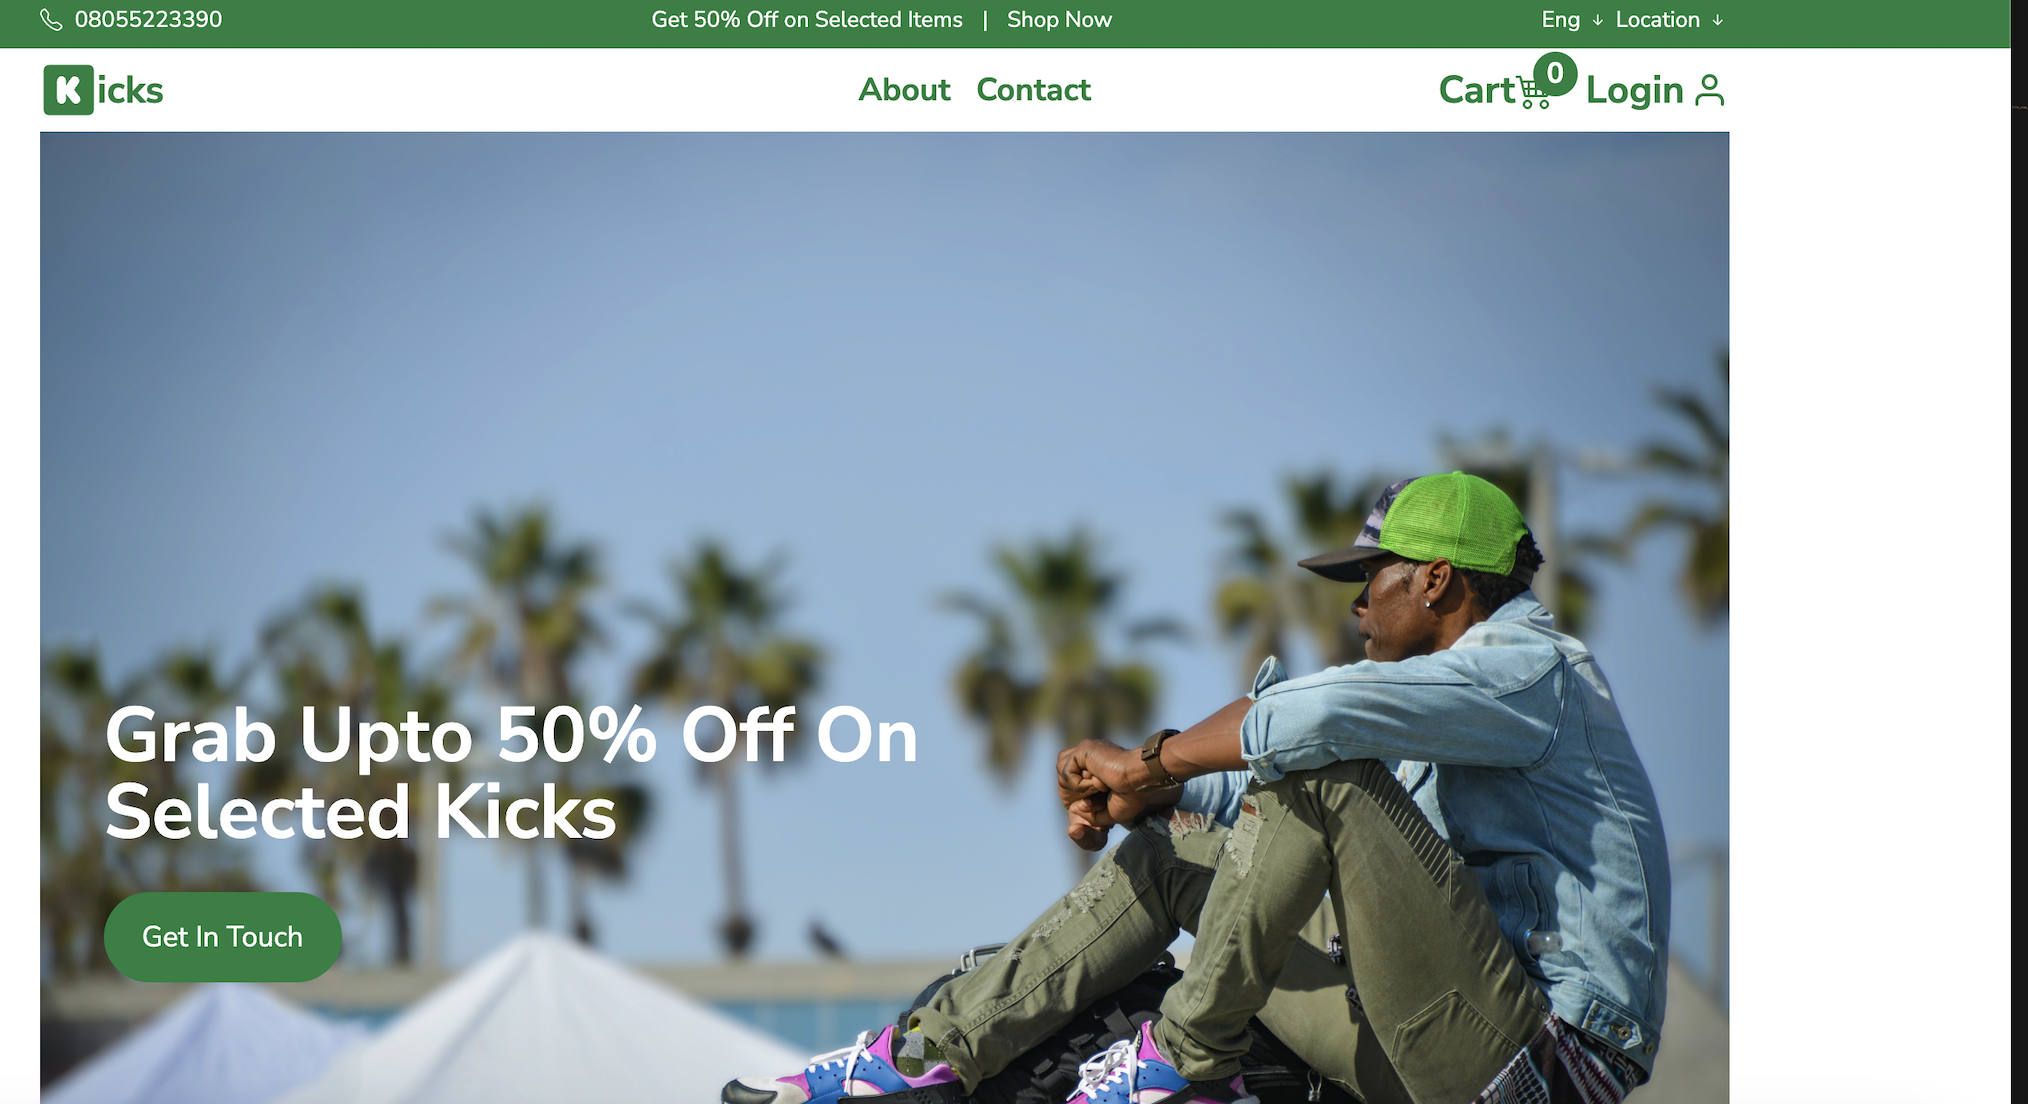 08055223390 Get 50% Off on Selected Items | Shop Now Eng ↓ Location ↓
Kicks About Contact Cart 0 Login
Grab Upto 50% Off On
Selected Kicks
Get In Touch